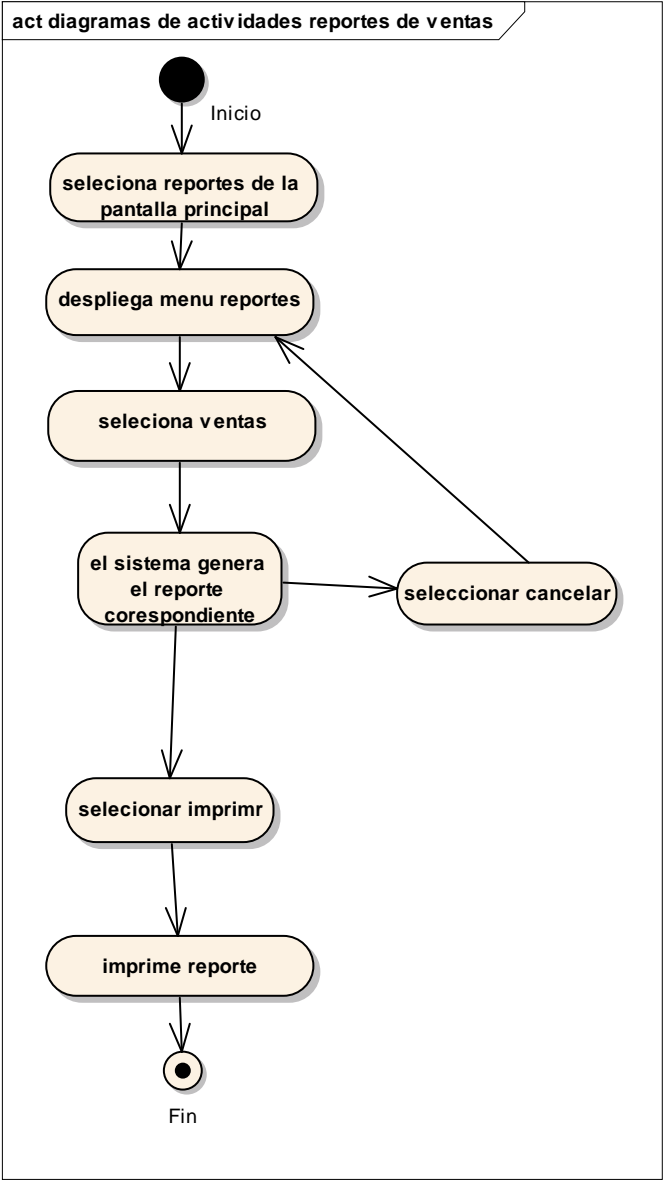 act diagramas de actividades reportes de ventas
Inicio
seleciona reportes de la
pantalla principal
despliega menu reportes
seleciona ventas
el sistema genera
el reporte
corespondiente
seleccionar cancelar
selecionar imprimr
imprime reporte
Fin